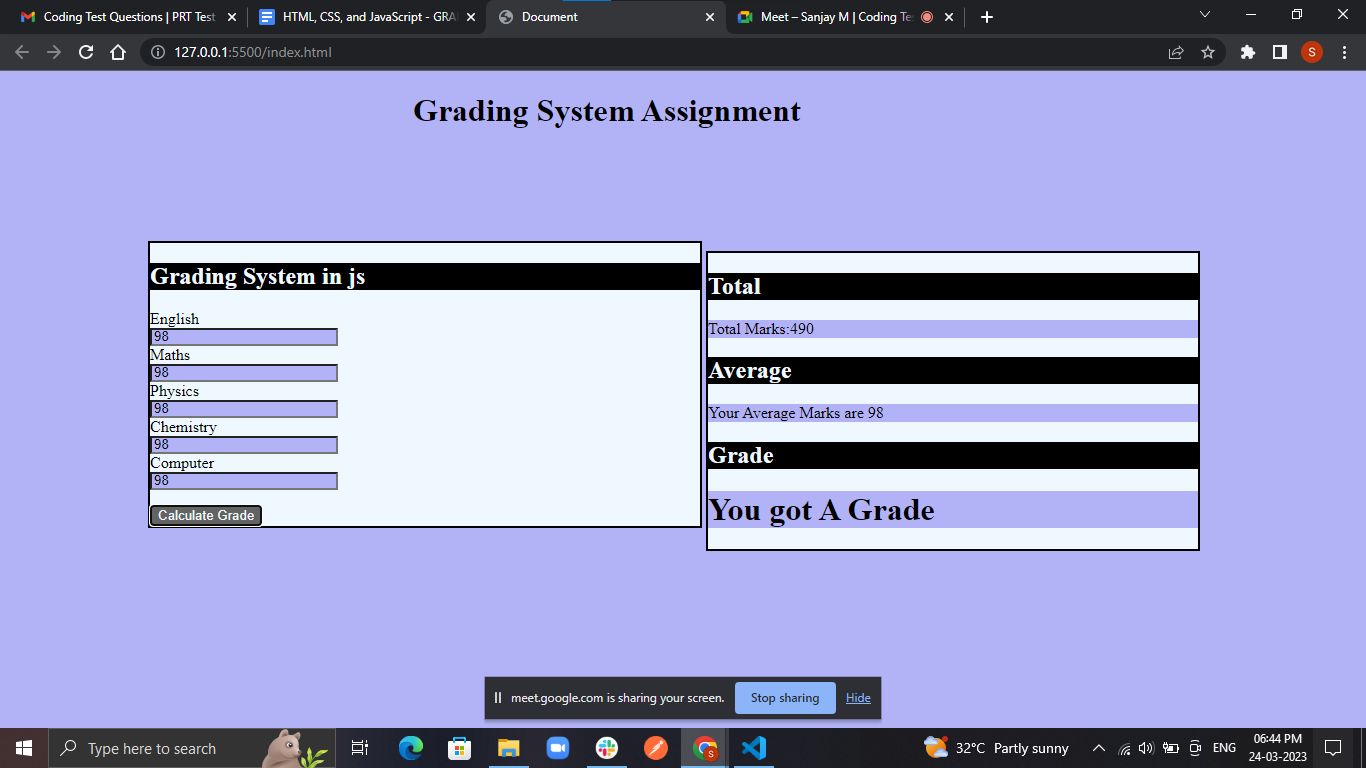 Coding Test Questions | PRT Test
HTML, CSS, and JavaScript - GRA
Document
Meet – Sanjay M | Coding Te
127.0.0.1:5500/index.html
S
Grading System Assignment
Grading System in js
English
98
Maths
98
Physics
98
Chemistry
98
Computer
98
Calculate Grade
Total
Total Marks:490
Average
Your Average Marks are 98
Grade
You got A Grade
meet.google.com is sharing your screen.
Stop sharing
Hide
Type here to search
S
32°C Partly sunny
ENG
06:44 PM
24-03-2023